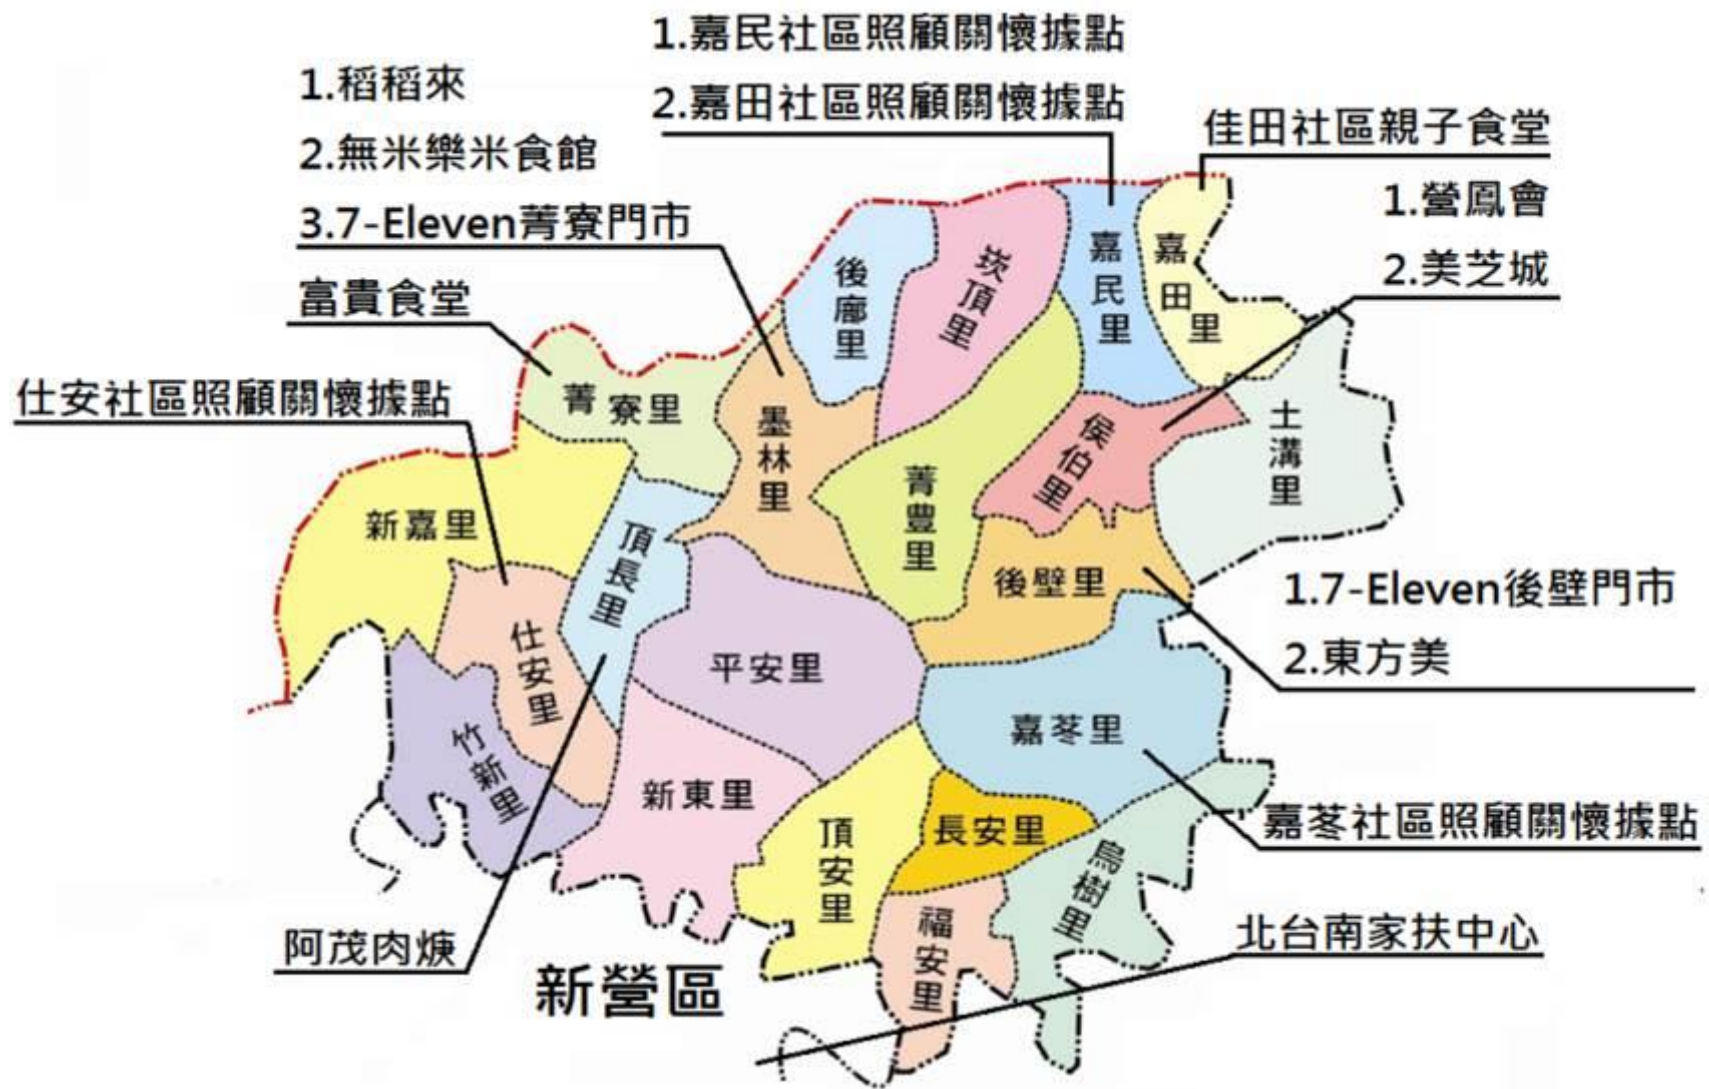 1.嘉民社區照顧關懷據點
2.嘉田社區照顧關懷據點
1.稻稻來
2.無米樂米食館
3.7-Eleven菁寮門市
佳田社區親子食堂
1.營鳳會
2.美芝城
富貴食堂
仕安社區照顧關懷據點
後廍里
崁頂里
嘉民里
嘉田里
菁寮里
墨林里
侯伯里
土溝里
菁豐里
新嘉里
頂長里
後壁里
1.7-Eleven後壁門市
2.東方美
仕安里
平安里
嘉苳里
竹新里
新東里
頂安里
長安里
嘉苳社區照顧關懷據點
烏樹里
福安里
阿茂肉焿
北台南家扶中心
新營區